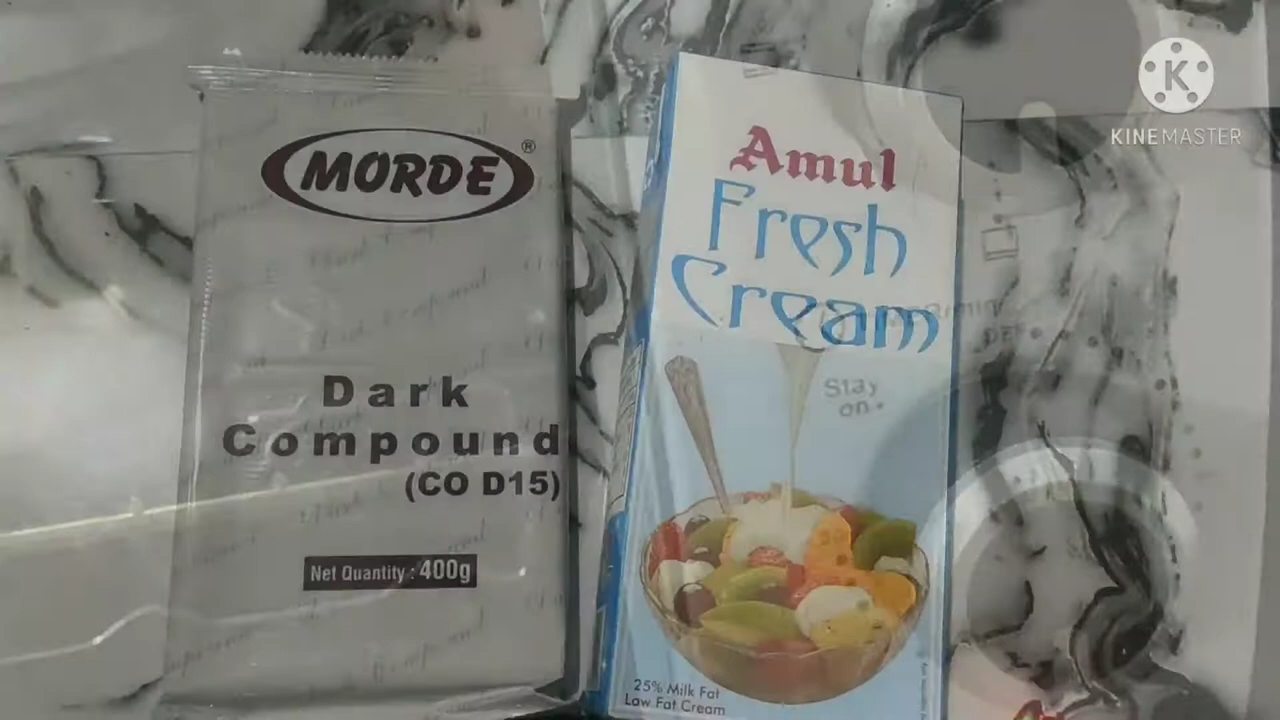 MORDE®
Dark
Compound
(CO D15)
Net Quantity : 400g
Amul
Fresh
Cream
Stay
on
25% Milk Fat
Low Fat Cream
KINEMASTER